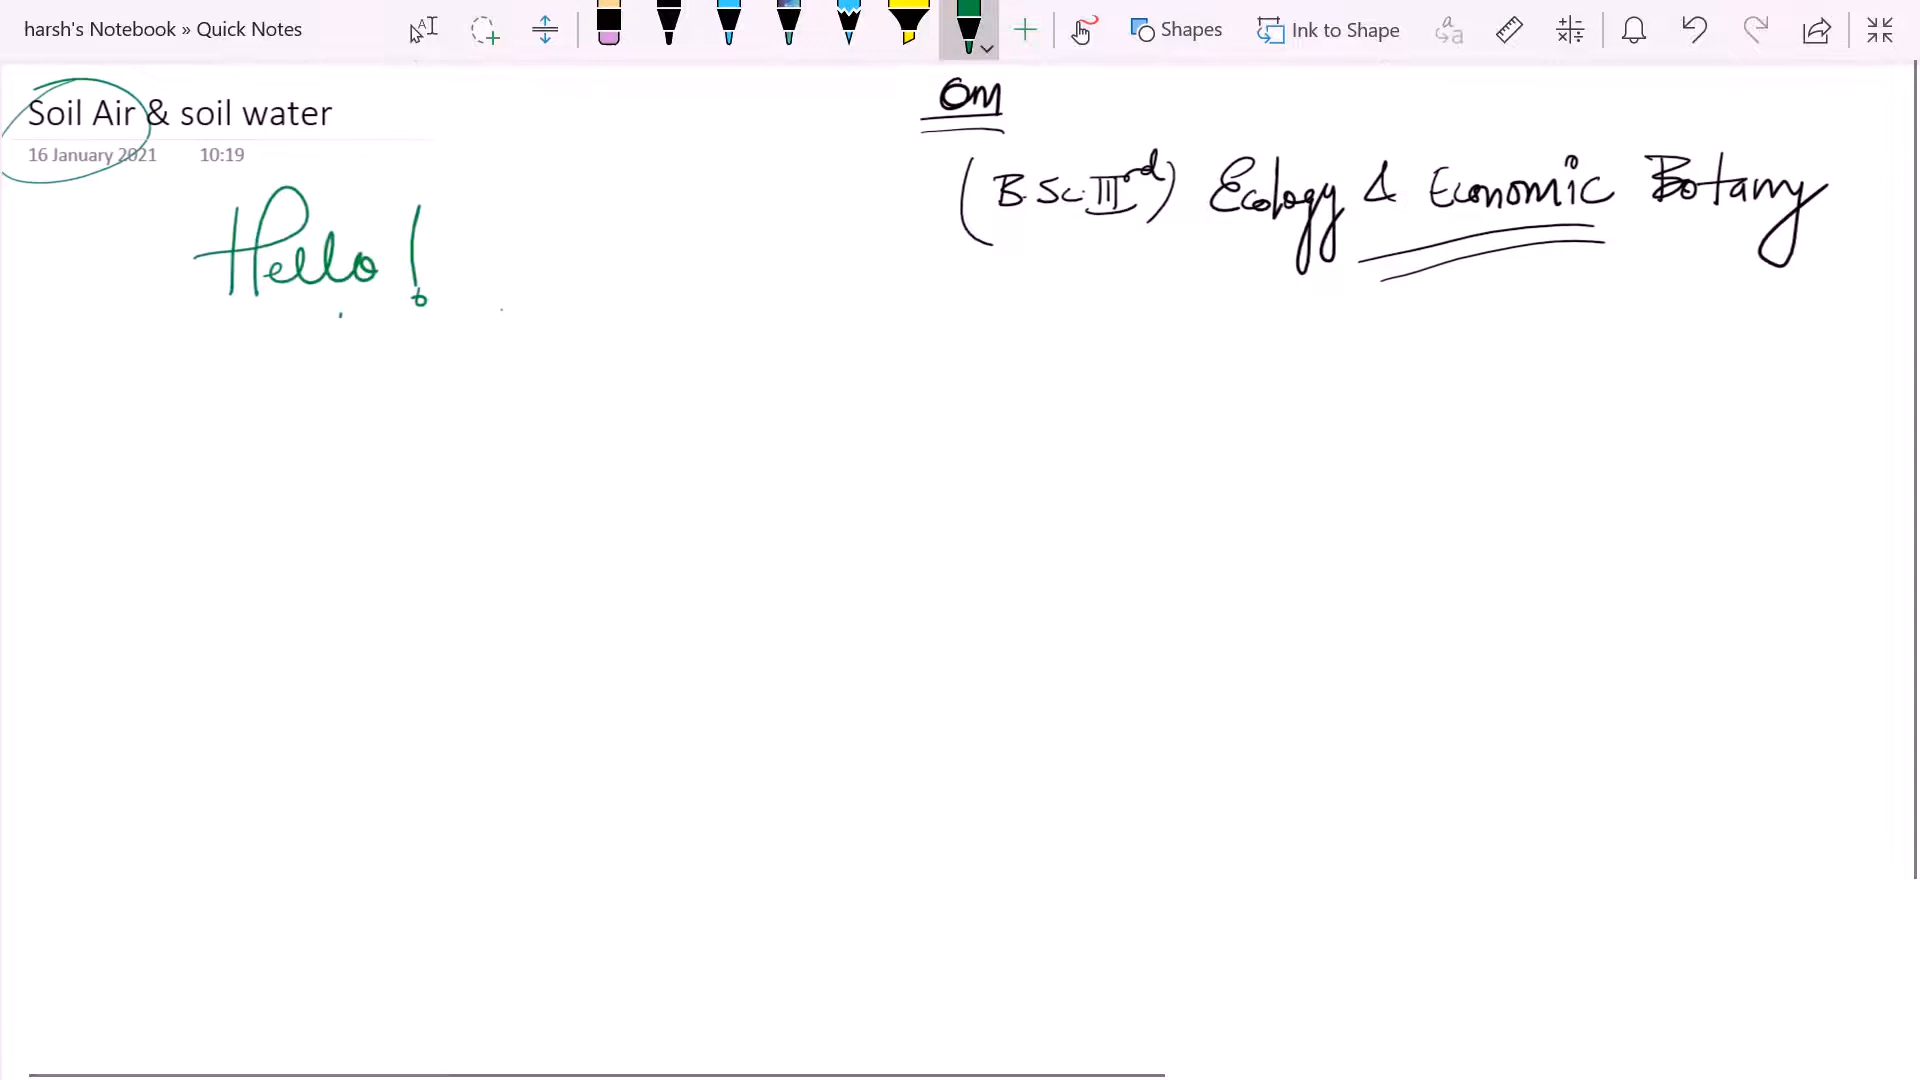 harsh's Notebook » Quick Notes
Shapes
Ink to Shape
Soil Air & soil water
16 January 2021 10:19
Om
(B.Sc. IIIrd) Ecology & Economic Botany
Hello!